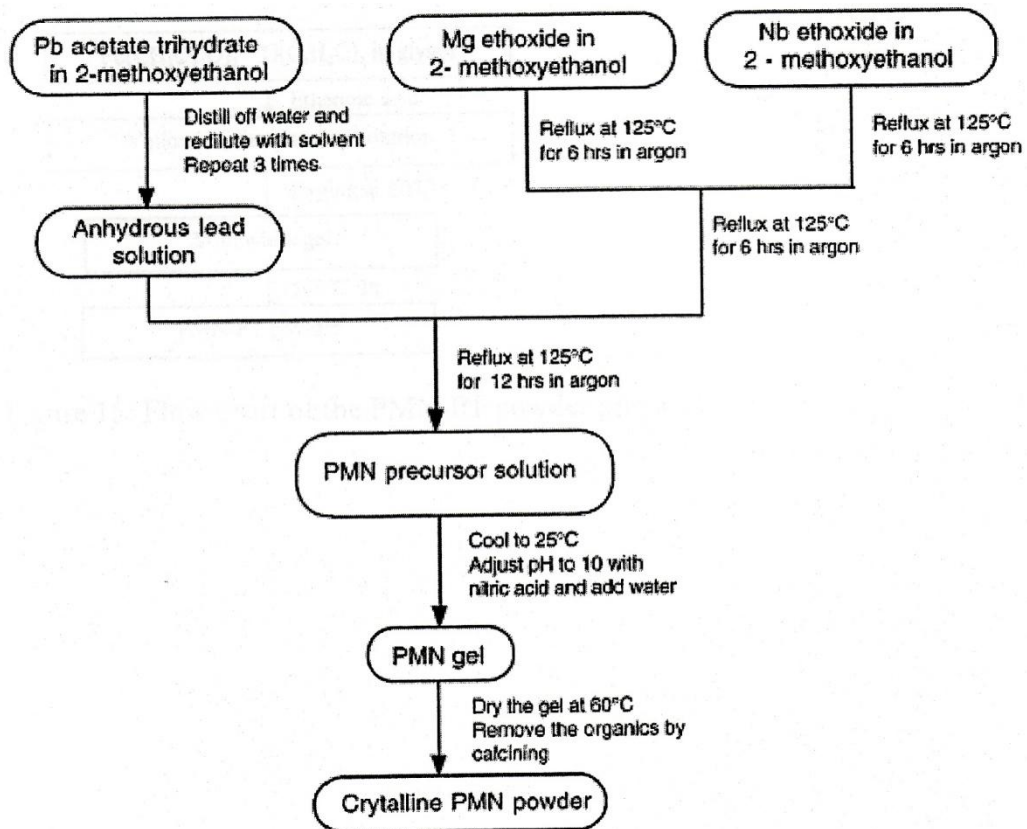 Pb acetate trihydrate
in 2-methoxyethanol
Mg ethoxide in
2- methoxyethanol
Nb ethoxide in
2 - methoxyethanol
Distill off water and
redilute with solvent
Repeat 3 times
Reflux at 125°C
for 6 hrs in argon
Reflux at 125°C
for 6 hrs in argon
Anhydrous lead
solution
Reflux at 125°C
for 6 hrs in argon
Reflux at 125°C
for 12 hrs in argon
PMN precursor solution
Cool to 25°C
Adjust pH to 10 with
nitric acid and add water
PMN gel
Dry the gel at 60°C
Remove the organics by
calcining
Crytalline PMN powder